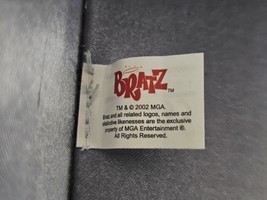 BRATZ™
TM & © 2002 MGA.
Bratz and all related logos, names and
distinctive likenesses are the exclusive
property of MGA Entertainment ®.
All Rights Reserved.